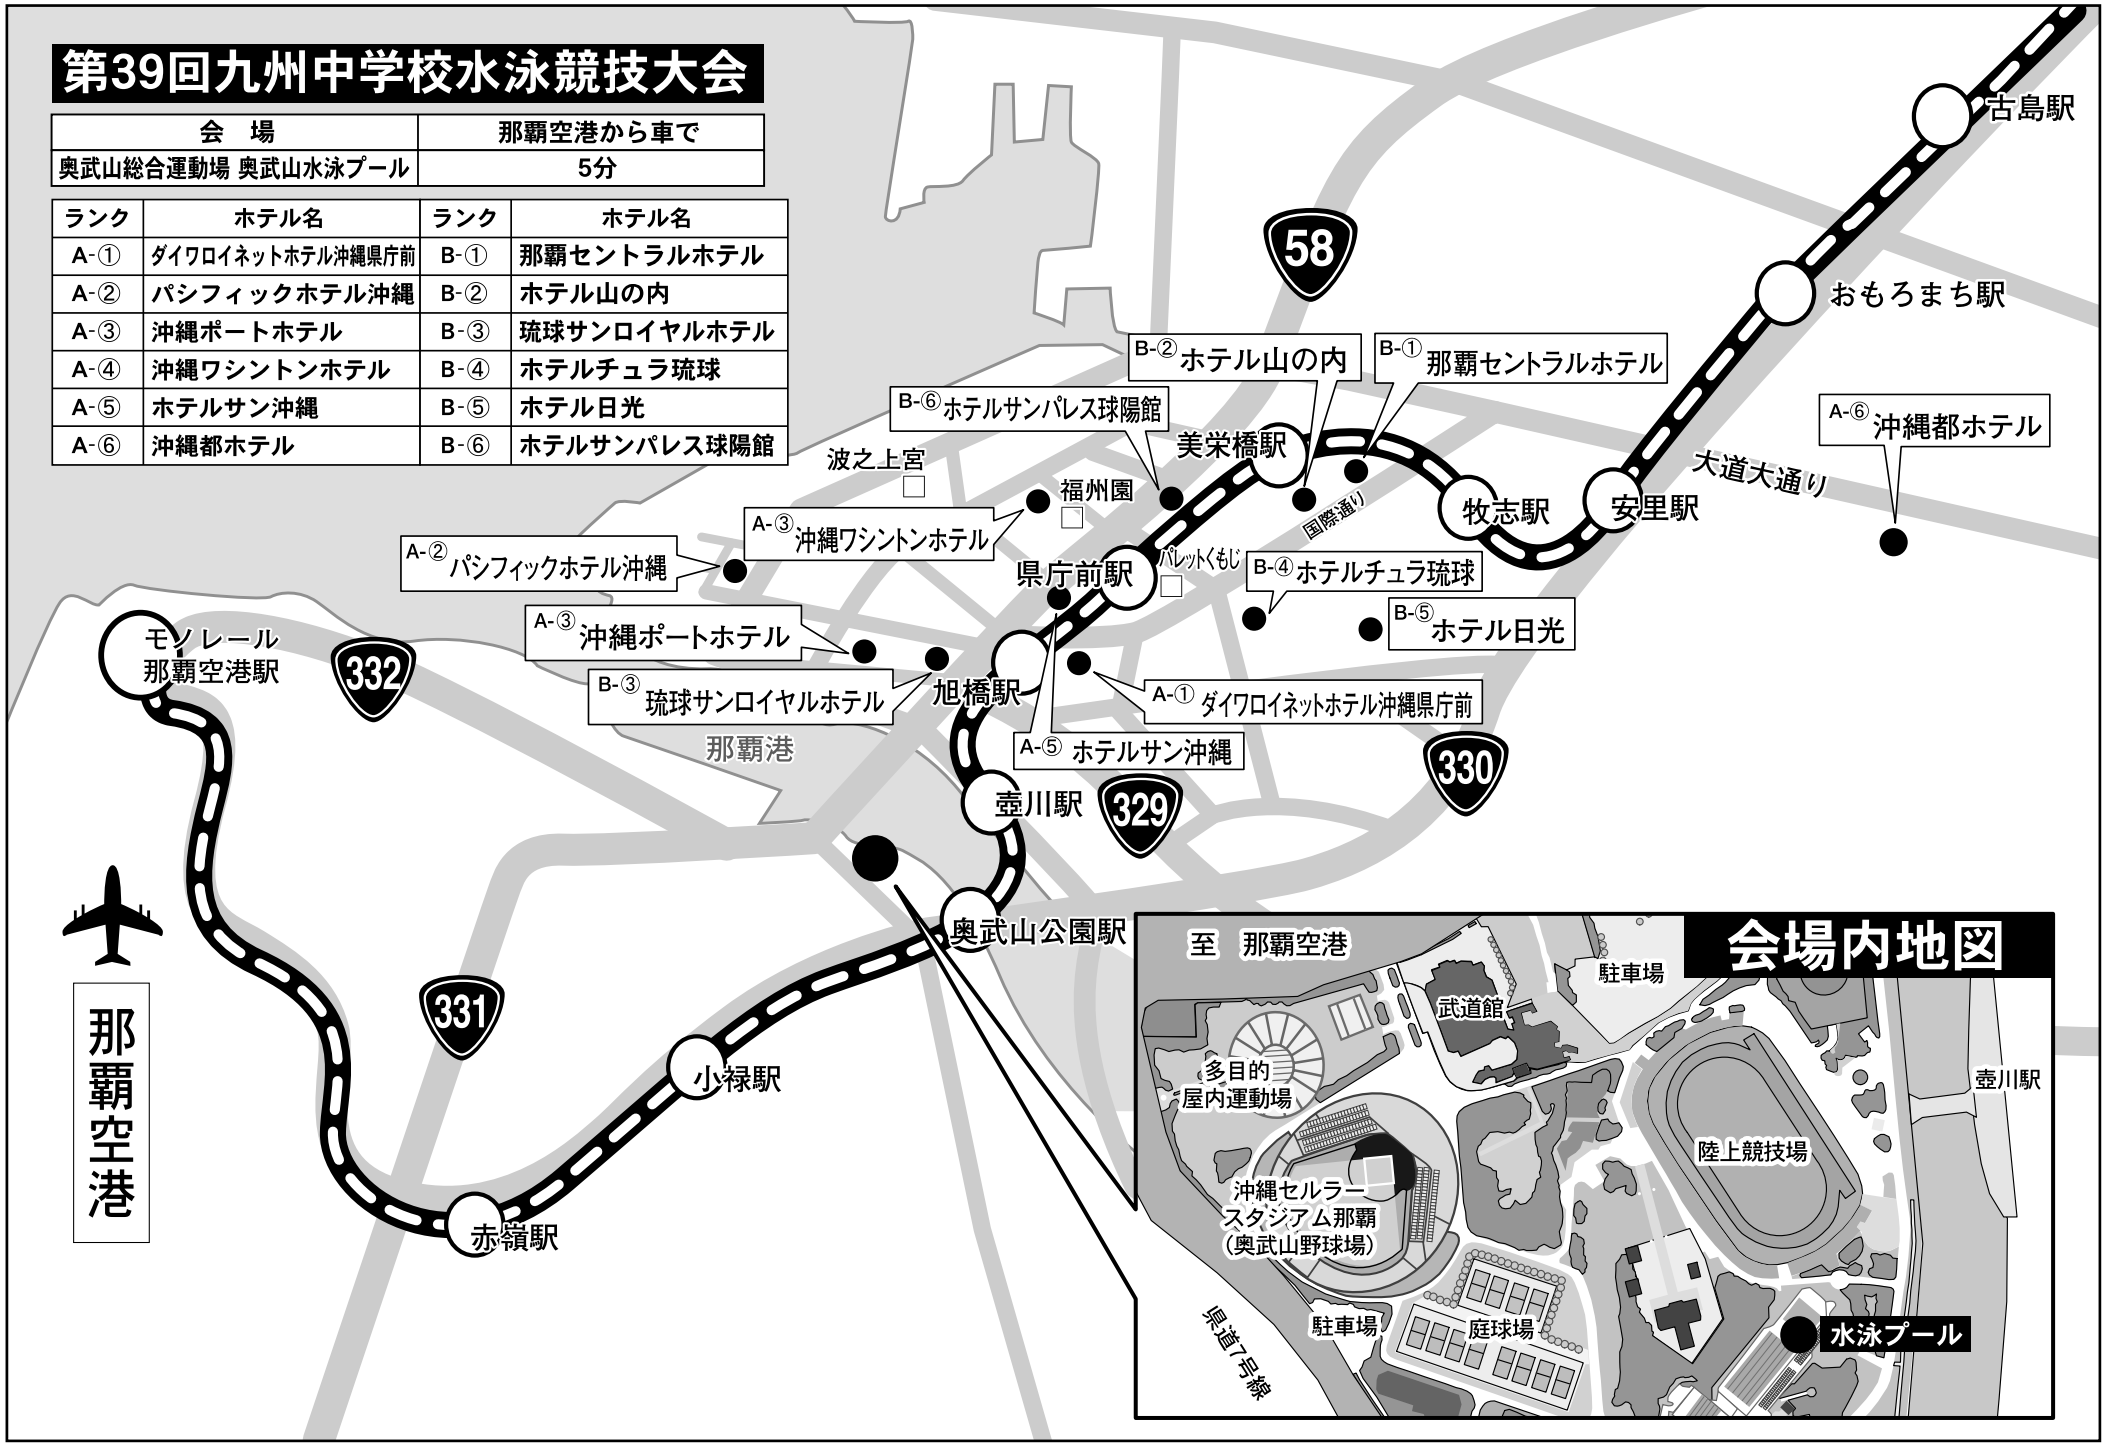 第39回九州中学校水泳競技大会
会　場 那覇空港から車で
奥武山総合運動場 奥武山水泳プール 5分
ランク ホテル名 ランク ホテル名
A-① ダイワロイネットホテル沖縄県庁前 B-① 那覇セントラルホテル
A-② パシフィックホテル沖縄 B-② ホテル山の内
A-③ 沖縄ポートホテル B-③ 琉球サンロイヤルホテル
A-④ 沖縄ワシントンホテル B-④ ホテルチュラ琉球
A-⑤ ホテルサン沖縄 B-⑤ ホテル日光
A-⑥ 沖縄都ホテル B-⑥ ホテルサンパレス球陽館
古島駅
58
おもろまち駅
B-② ホテル山の内
B-① 那覇セントラルホテル
B-⑥ ホテルサンパレス球陽館
A-⑥ 沖縄都ホテル
美栄橋駅
波之上宮
大道大通り
福州園
国際通り
牧志駅
安里駅
A-③ 沖縄ワシントンホテル
A-② パシフィックホテル沖縄
パレットくもじ
県庁前駅
B-④ ホテルチュラ琉球
B-⑤ ホテル日光
A-③ 沖縄ポートホテル
モノレール
那覇空港駅
332
B-③ 琉球サンロイヤルホテル
旭橋駅
A-① ダイワロイネットホテル沖縄県庁前
那覇港
A-⑤ ホテルサン沖縄
330
壺川駅
329
奥武山公園駅
331
那覇空港
小禄駅
赤嶺駅
会場内地図
至　那覇空港
駐車場
武道館
多目的
屋内運動場
壺川駅
陸上競技場
沖縄セルラー
スタジアム那覇
（奥武山野球場）
駐車場
庭球場
水泳プール
県道7号線